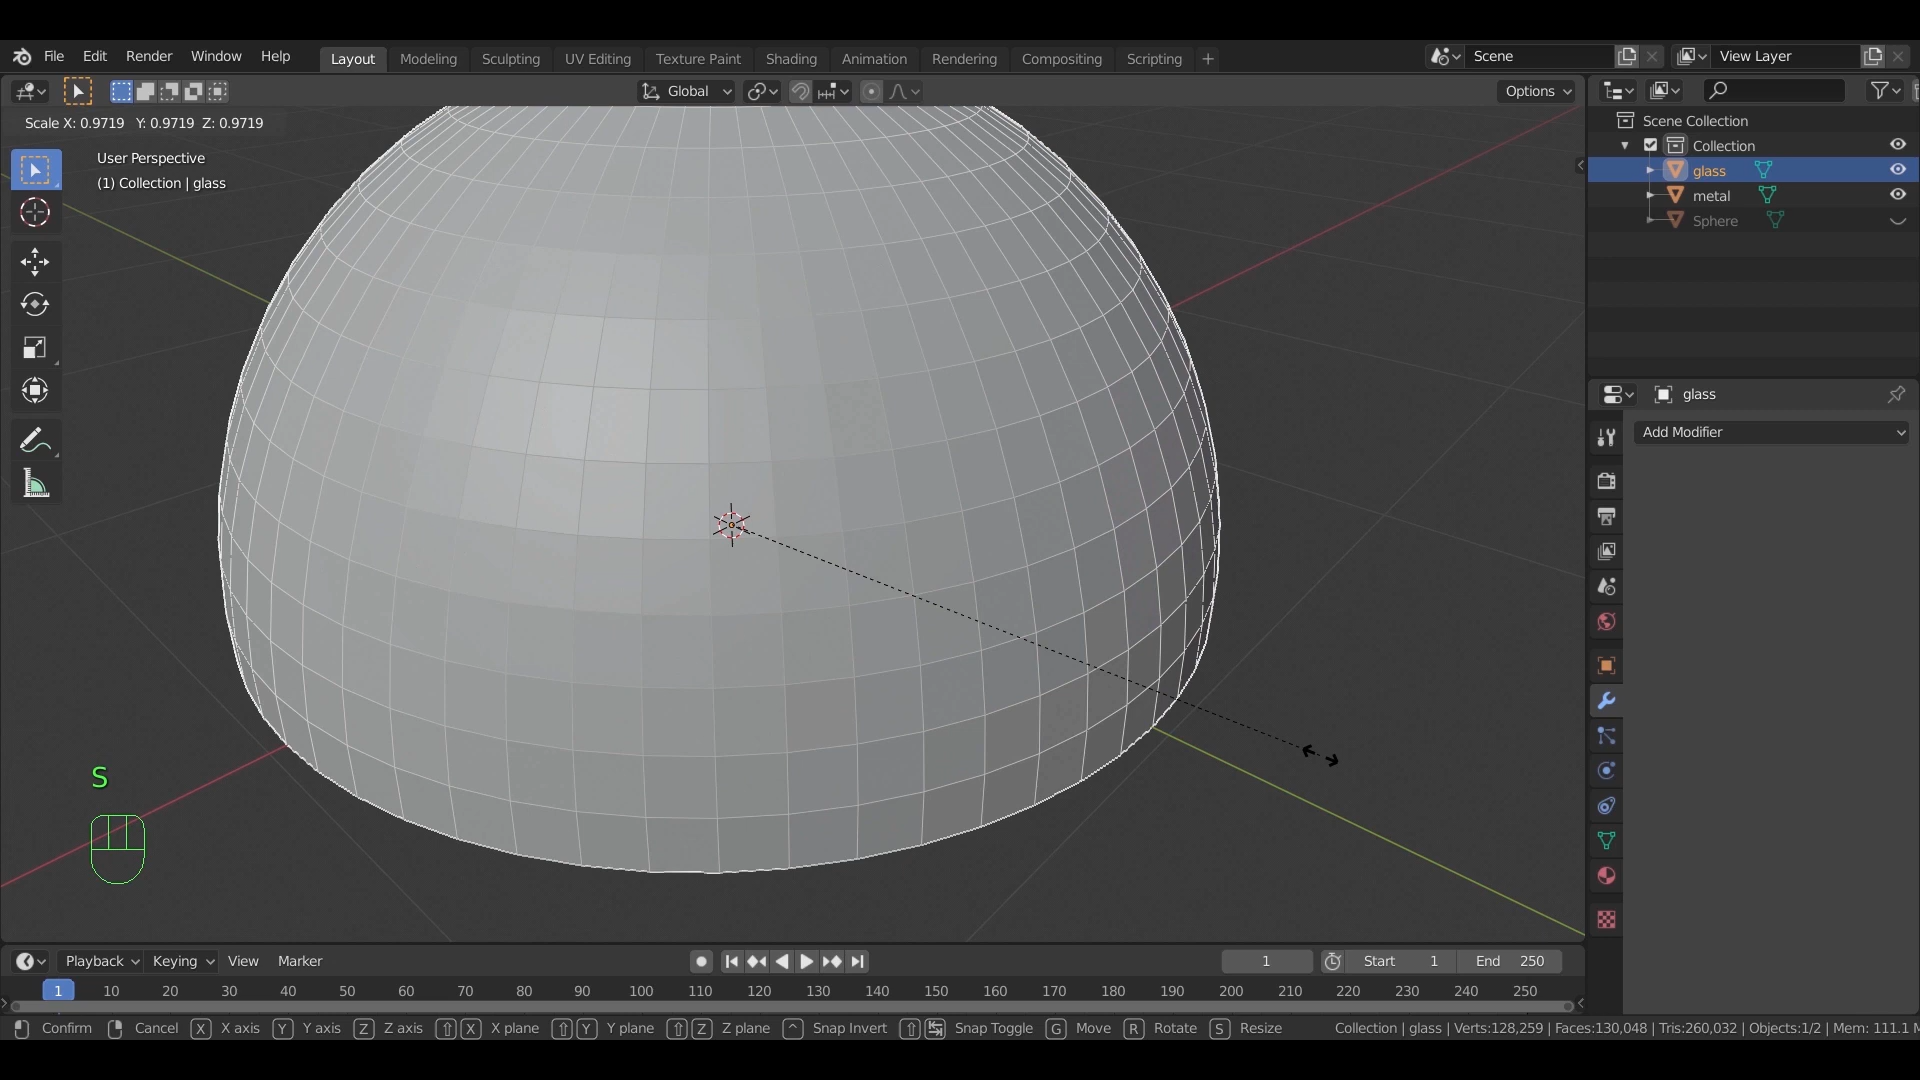 File Edit Render Window Help Layout Modeling Sculpting UV Editing Texture Paint Shading Animation Rendering Compositing Scripting + Scene View Layer
Global Options
Scale X: 0.9719 Y: 0.9719 Z: 0.9719
User Perspective
(1) Collection | glass
Scene Collection
Collection
glass
metal
Sphere
glass
Add Modifier
S
Playback Keying View Marker 1 Start 1 End 250
1 10 20 30 40 50 60 70 80 90 100 110 120 130 140 150 160 170 180 190 200 210 220 230 240 250
Confirm Cancel X X axis Y Y axis Z Z axis X X plane Y Y plane Z Z plane ^ Snap Invert Snap Toggle G Move R Rotate S Resize Collection | glass | Verts:128,259 | Faces:130,048 | Tris:260,032 | Objects:1/2 | Mem: 111.1 M